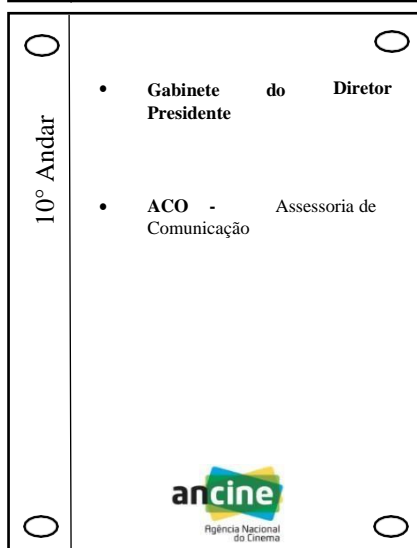 10° Andar
• Gabinete do Diretor
Presidente
• ACO - Assessoria de
Comunicação
ancine
Agência Nacional
do Cinema